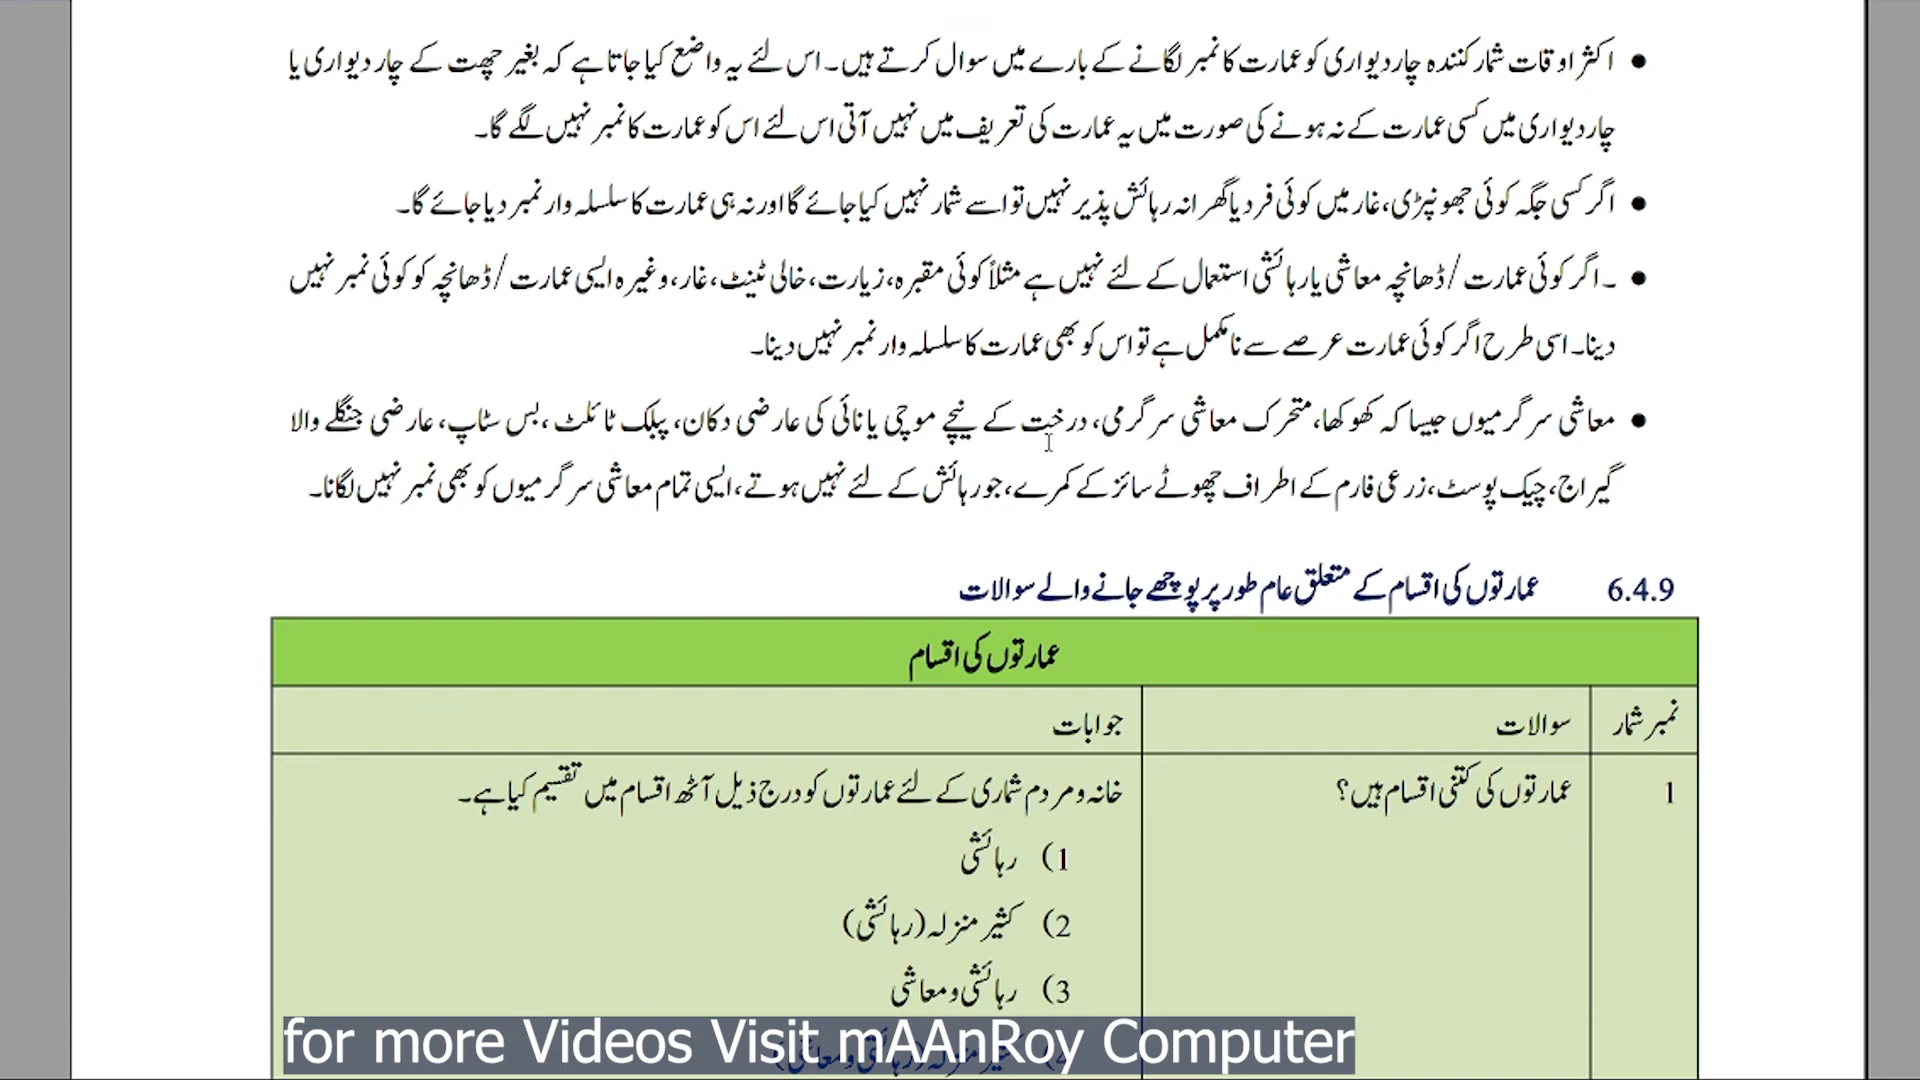 ● اکثر اوقات شمار کنندہ چار دیواری کو عمارت کا نمبر لگانے کے بارے میں سوال کرتے ہیں۔ اس لئے یہ واضع کیا جاتا ہے کہ بغیر چھت کے چار دیواری یا
چار دیواری میں کسی عمارت کے نہ ہونے کی صورت میں یہ عمارت کی تعریف میں نہیں آتی اس لئے اس کو عمارت کا نمبر نہیں لگے گا۔
● اگر کسی جگہ کوئی جھونپڑی، غار میں کوئی فرد یا گھرانہ رہائش پذیر نہیں تو اسے شمار نہیں کیا جائے گا اور نہ ہی عمارت کا سلسلہ وار نمبر دیا جائے گا۔
● ۔ اگر کوئی عمارت / ڈھانچہ معاشی یا رہائشی استعمال کے لئے نہیں ہے مثلاً کوئی مقبرہ، زیارت، خالی ٹینٹ، غار، وغیرہ ایسی عمارت / ڈھانچہ کو کوئی نمبر نہیں
دینا۔ اسی طرح اگر کوئی عمارت عرصے سے نامکمل ہے تو اس کو بھی عمارت کا سلسلہ وار نمبر نہیں دینا۔
● معاشی سرگرمیوں جیسا کہ کھوکھا، متحرک معاشی سرگرمی، درخت کے نیچے موچی یا نائی کی عارضی دکان، پبلک ٹائلٹ، بس سٹاپ، عارضی جنگلے والا
گیراج، چیک پوسٹ، زرعی فارم کے اطراف چھوٹے سائز کے کمرے، جو رہائش کے لئے نہیں ہوتے، ایسی تمام معاشی سرگرمیوں کو بھی نمبر نہیں لگانا۔
6.4.9 عمارتوں کی اقسام کے متعلق عام طور پر پوچھے جانے والے سوالات
عمارتوں کی اقسام
نمبر شمار سوالات جوابات
1 عمارتوں کی کتنی اقسام ہیں؟ خانہ و مردم شماری کے لئے عمارتوں کو درج ذیل آٹھ اقسام میں تقسیم کیا ہے۔
1) رہائشی
2) کثیر منزلہ (رہائشی)
3) رہائشی و معاشی
4) کثیر منزلہ (رہائشی و معاشی)
for more Videos Visit mAAnRoy Computer